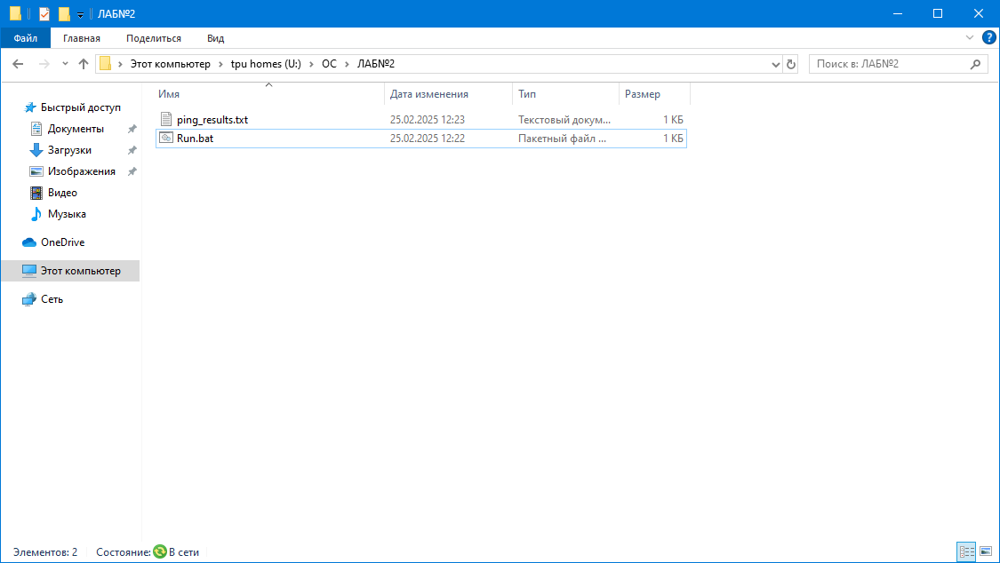 ЛАБ№2
Файл Главная Поделиться Вид
Этот компьютер tpu homes (U:) ОС ЛАБ№2 Поиск в: ЛАБ№2
Имя Дата изменения Тип Размер
ping_results.txt 25.02.2025 12:23 Текстовый докум... 1 КБ
Run.bat 25.02.2025 12:22 Пакетный файл ... 1 КБ
Быстрый доступ
Документы
Загрузки
Изображения
Видео
Музыка
OneDrive
Этот компьютер
Сеть
Элементов: 2 Состояние: В сети